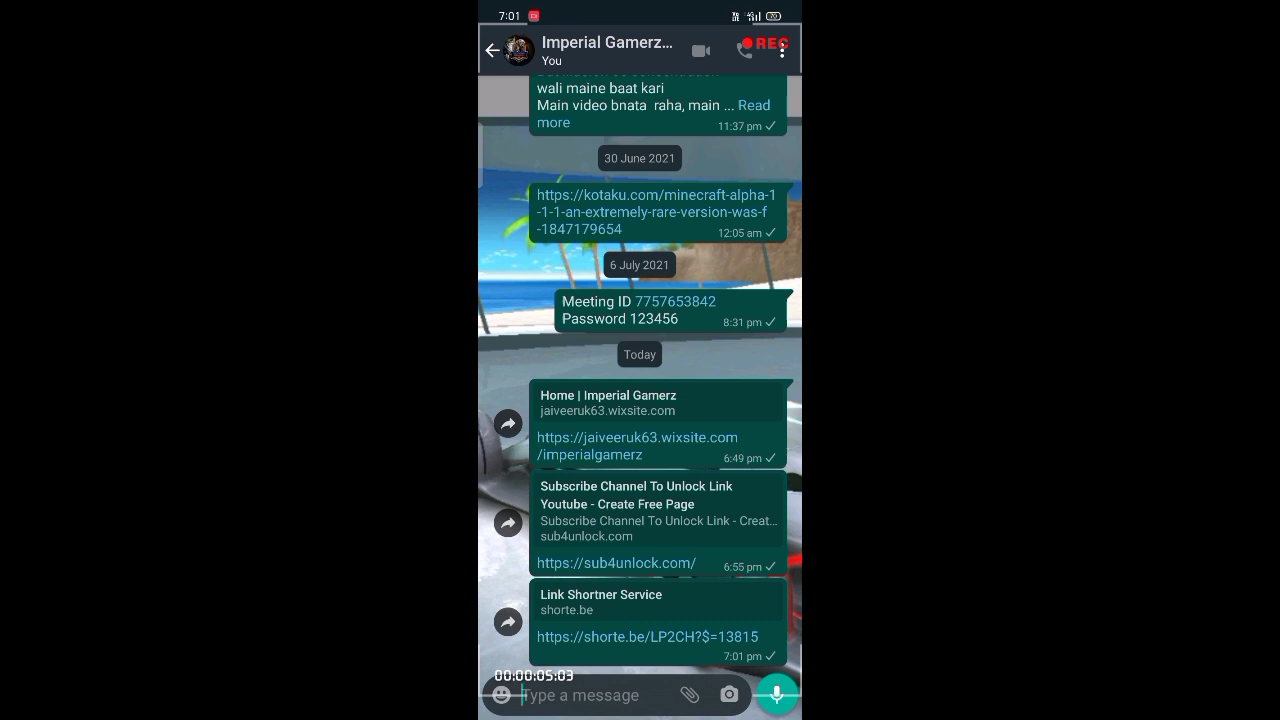 7:01
Imperial Gamerz...
You
REC
wali maine baat kari
Main video bnata raha, main ... Read
more
11:37 pm
30 June 2021
https://kotaku.com/minecraft-alpha-1
-1-1-an-extremely-rare-version-was-f
-1847179654
12:05 am
6 July 2021
Meeting ID 7757653842
Password 123456
8:31 pm
Today
Home | Imperial Gamerz
jaiveeruk63.wixsite.com
https://jaiveeruk63.wixsite.com
/imperialgamerz
6:49 pm
Subscribe Channel To Unlock Link
Youtube - Create Free Page
Subscribe Channel To Unlock Link - Creat...
sub4unlock.com
https://sub4unlock.com/
6:55 pm
Link Shortner Service
shorte.be
https://shorte.be/LP2CH?$=13815
7:01 pm
00:00:05:03
Type a message